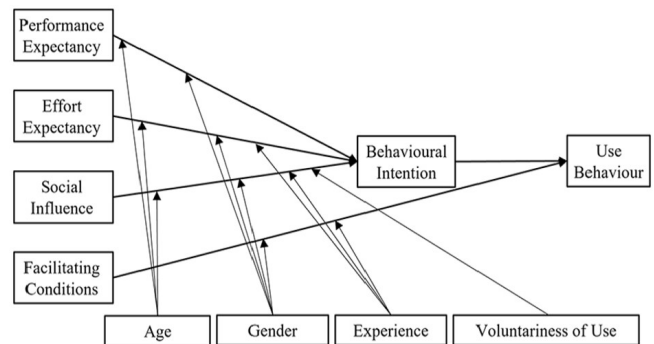 Performance
Expectancy
Effort
Expectancy
Social
Influence
Facilitating
Conditions
Behavioural
Intention
Use
Behaviour
Age
Gender
Experience
Voluntariness of Use